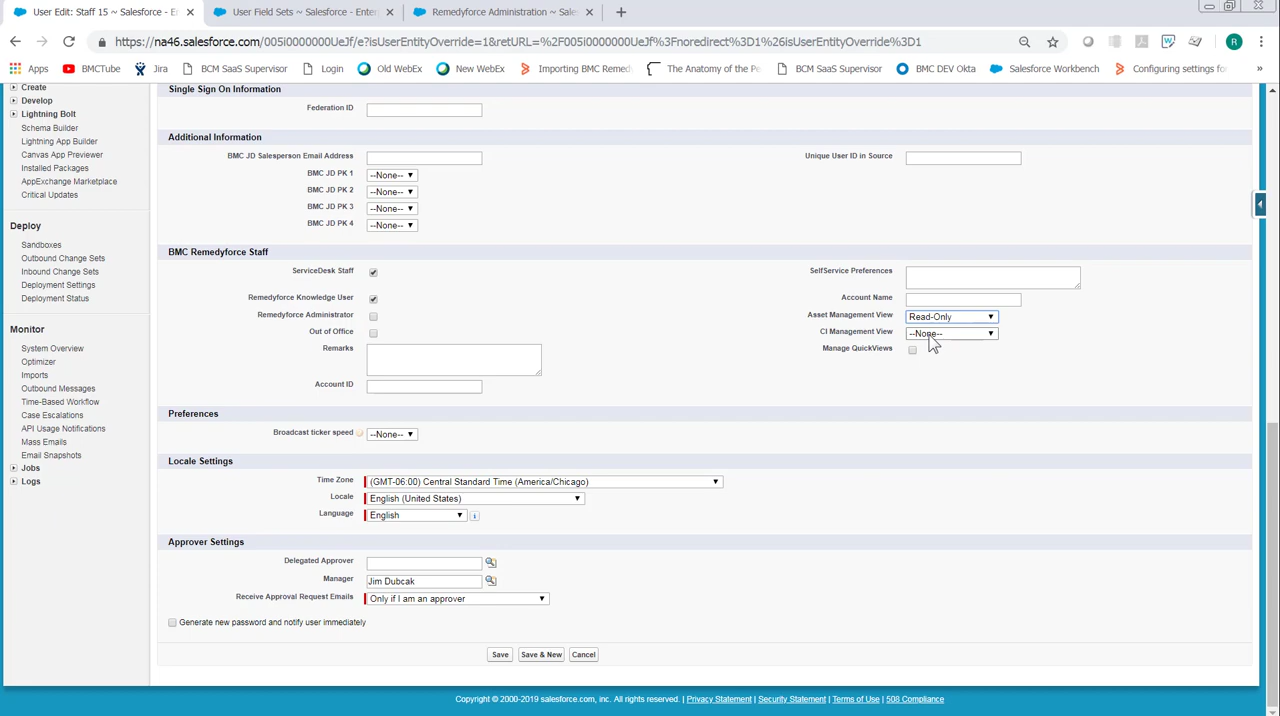 User Edit: Staff 15 ~ Salesforce - E
User Field Sets ~ Salesforce - Enter
Remedyforce Administration ~ Sale
https://na46.salesforce.com/005i0000000UeJf/e?isUserEntityOverride=1&retURL=%2F005i0000000UeJf%3Fnoredirect%3D1%26isUserEntityOverride%3D1
R
Apps
BMCTube
Jira
BCM SaaS Supervisor
Login
Old WebEx
New WebEx
Importing BMC Remed
The Anatomy of the Po
BCM SaaS Supervisor
BMC DEV Okta
Salesforce Workbench
Configuring settings fo
»
Create
Develop
Lightning Bolt
Schema Builder
Lightning App Builder
Canvas App Previewer
Installed Packages
AppExchange Marketplace
Critical Updates
Deploy
Sandboxes
Outbound Change Sets
Inbound Change Sets
Deployment Settings
Deployment Status
Monitor
System Overview
Optimizer
Imports
Outbound Messages
Time-Based Workflow
Case Escalations
API Usage Notifications
Mass Emails
Email Snapshots
Jobs
Logs
Single Sign On Information
Federation ID
Additional Information
BMC JD Salesperson Email Address
Unique User ID in Source
BMC JD PK 1 --None--
BMC JD PK 2 --None--
BMC JD PK 3 --None--
BMC JD PK 4 --None--
BMC Remedyforce Staff
ServiceDesk Staff
SelfService Preferences
Remedyforce Knowledge User
Account Name
Remedyforce Administrator
Asset Management View Read-Only
Out of Office
CI Management View --None--
Remarks
Manage QuickViews
Account ID
Preferences
Broadcast ticker speed --None--
Locale Settings
Time Zone (GMT-06:00) Central Standard Time (America/Chicago)
Locale English (United States)
Language English i
Approver Settings
Delegated Approver
Manager Jim Dubcak
Receive Approval Request Emails Only if I am an approver
Generate new password and notify user immediately
Save Save & New Cancel
Copyright © 2000-2019 salesforce.com, inc. All rights reserved. | Privacy Statement | Security Statement | Terms of Use | 508 Compliance